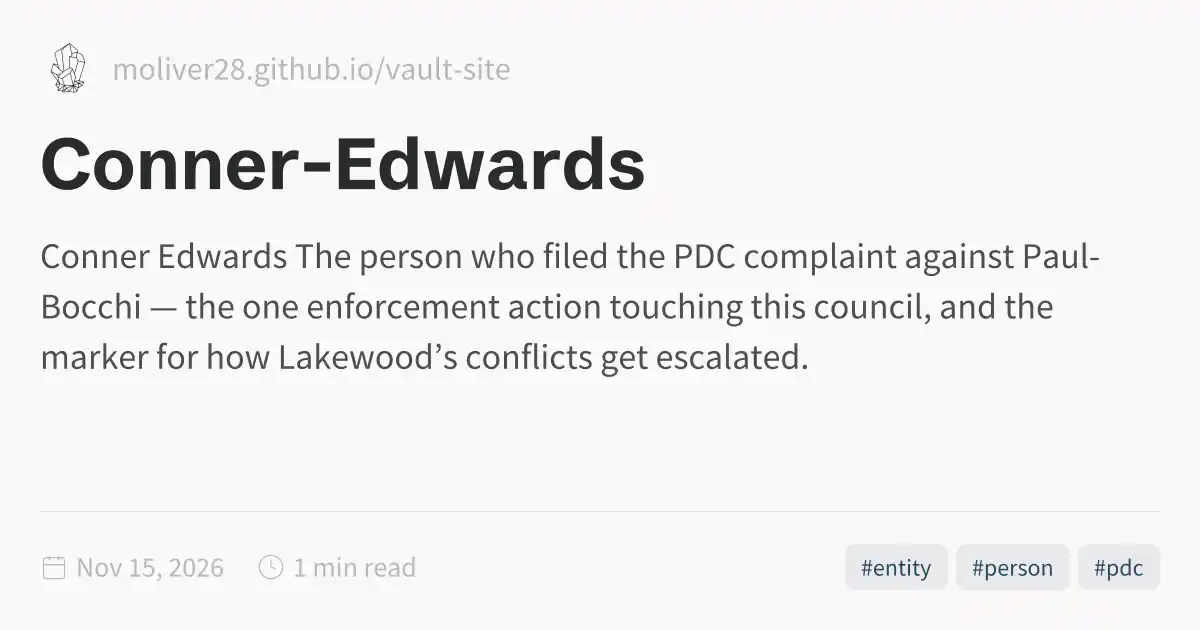 moliver28.github.io/vault-site
Conner-Edwards
Conner Edwards The person who filed the PDC complaint against Paul-
Bocchi — the one enforcement action touching this council, and the
marker for how Lakewood’s conflicts get escalated.
Nov 15, 2026 1 min read #entity #person #pdc